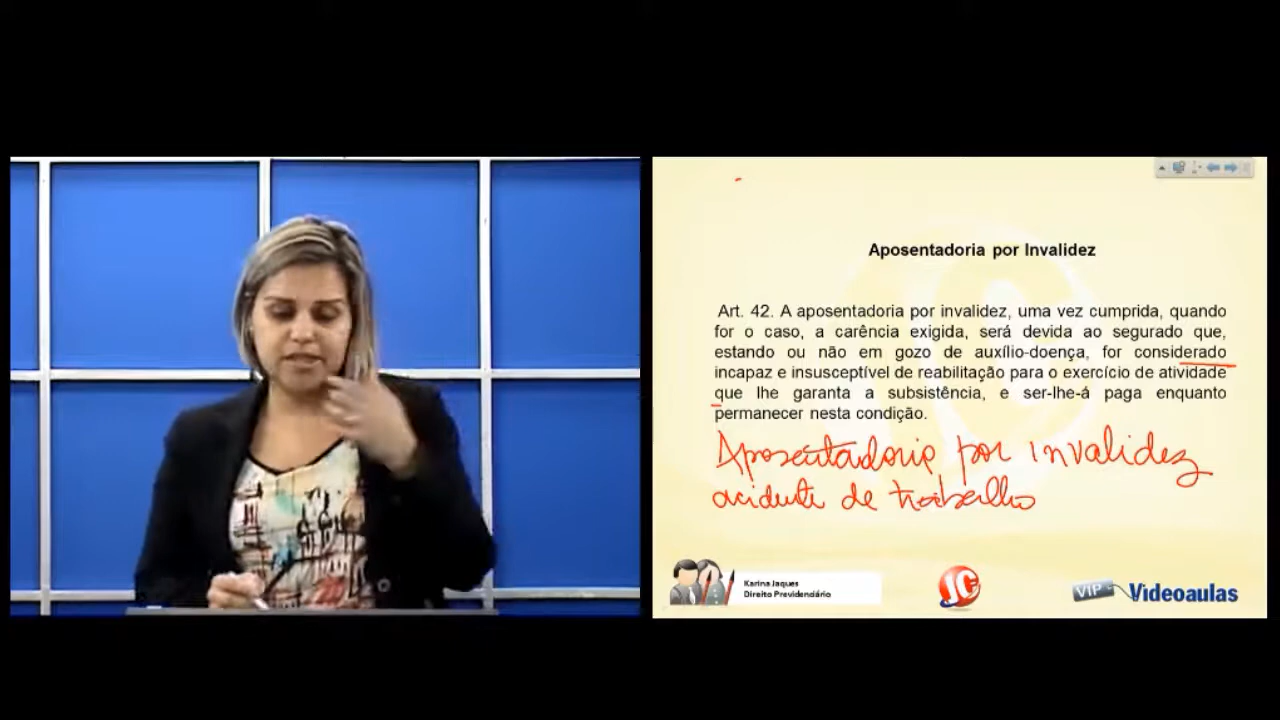 Aposentadoria por Invalidez
Art. 42. A aposentadoria por invalidez, uma vez cumprida, quando
for o caso, a carência exigida, será devida ao segurado que,
estando ou não em gozo de auxílio-doença, for considerado
incapaz e insusceptível de reabilitação para o exercício de atividade
que lhe garanta a subsistência, e ser-lhe-á paga enquanto
permanecer nesta condição.
Aposentadoria por invalidez
acidente de trabalho
Karina Jaques
Direito Previdenciário
JC
VIP Videoaulas